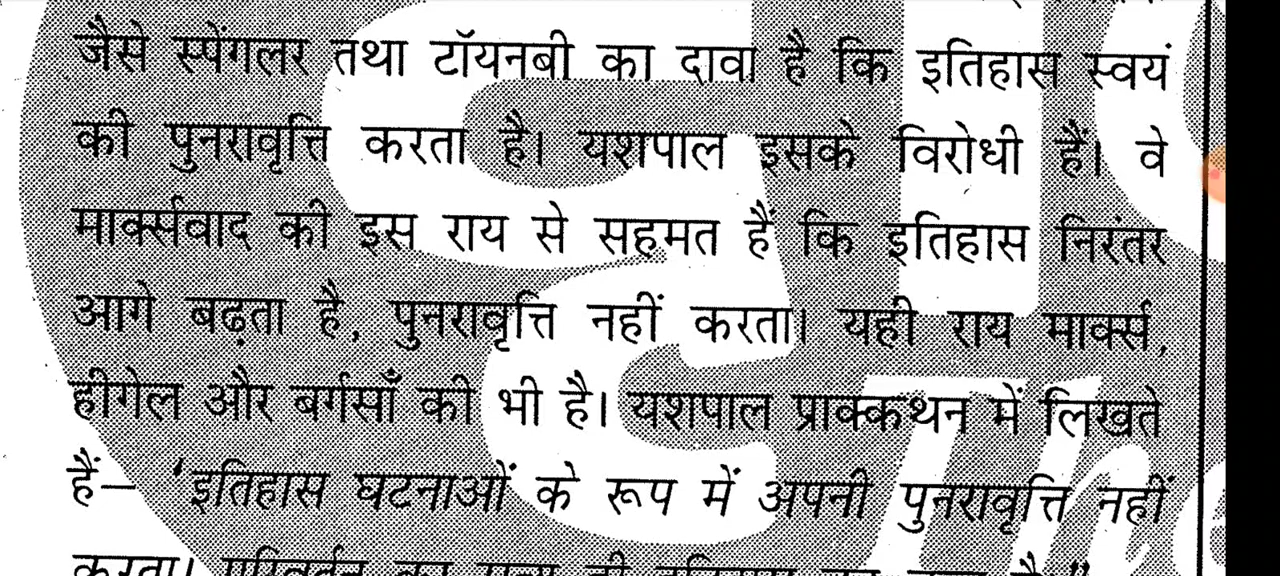 जैसे स्पेंगलर तथा टॉयनबी का दावा है कि इतिहास स्वयं
की पुनरावृत्ति करता है। यशपाल इसके विरोधी हैं। वे
मार्क्सवाद की इस राय से सहमत हैं कि इतिहास निरंतर
आगे बढ़ता है, पुनरावृत्ति नहीं करता। यही राय मार्क्स,
हीगेल और बर्गसाँ की भी है। यशपाल प्राक्कथन में लिखते
हैं– ‘इतिहास घटनाओं के रूप में अपनी पुनरावृत्ति नहीं
करता।